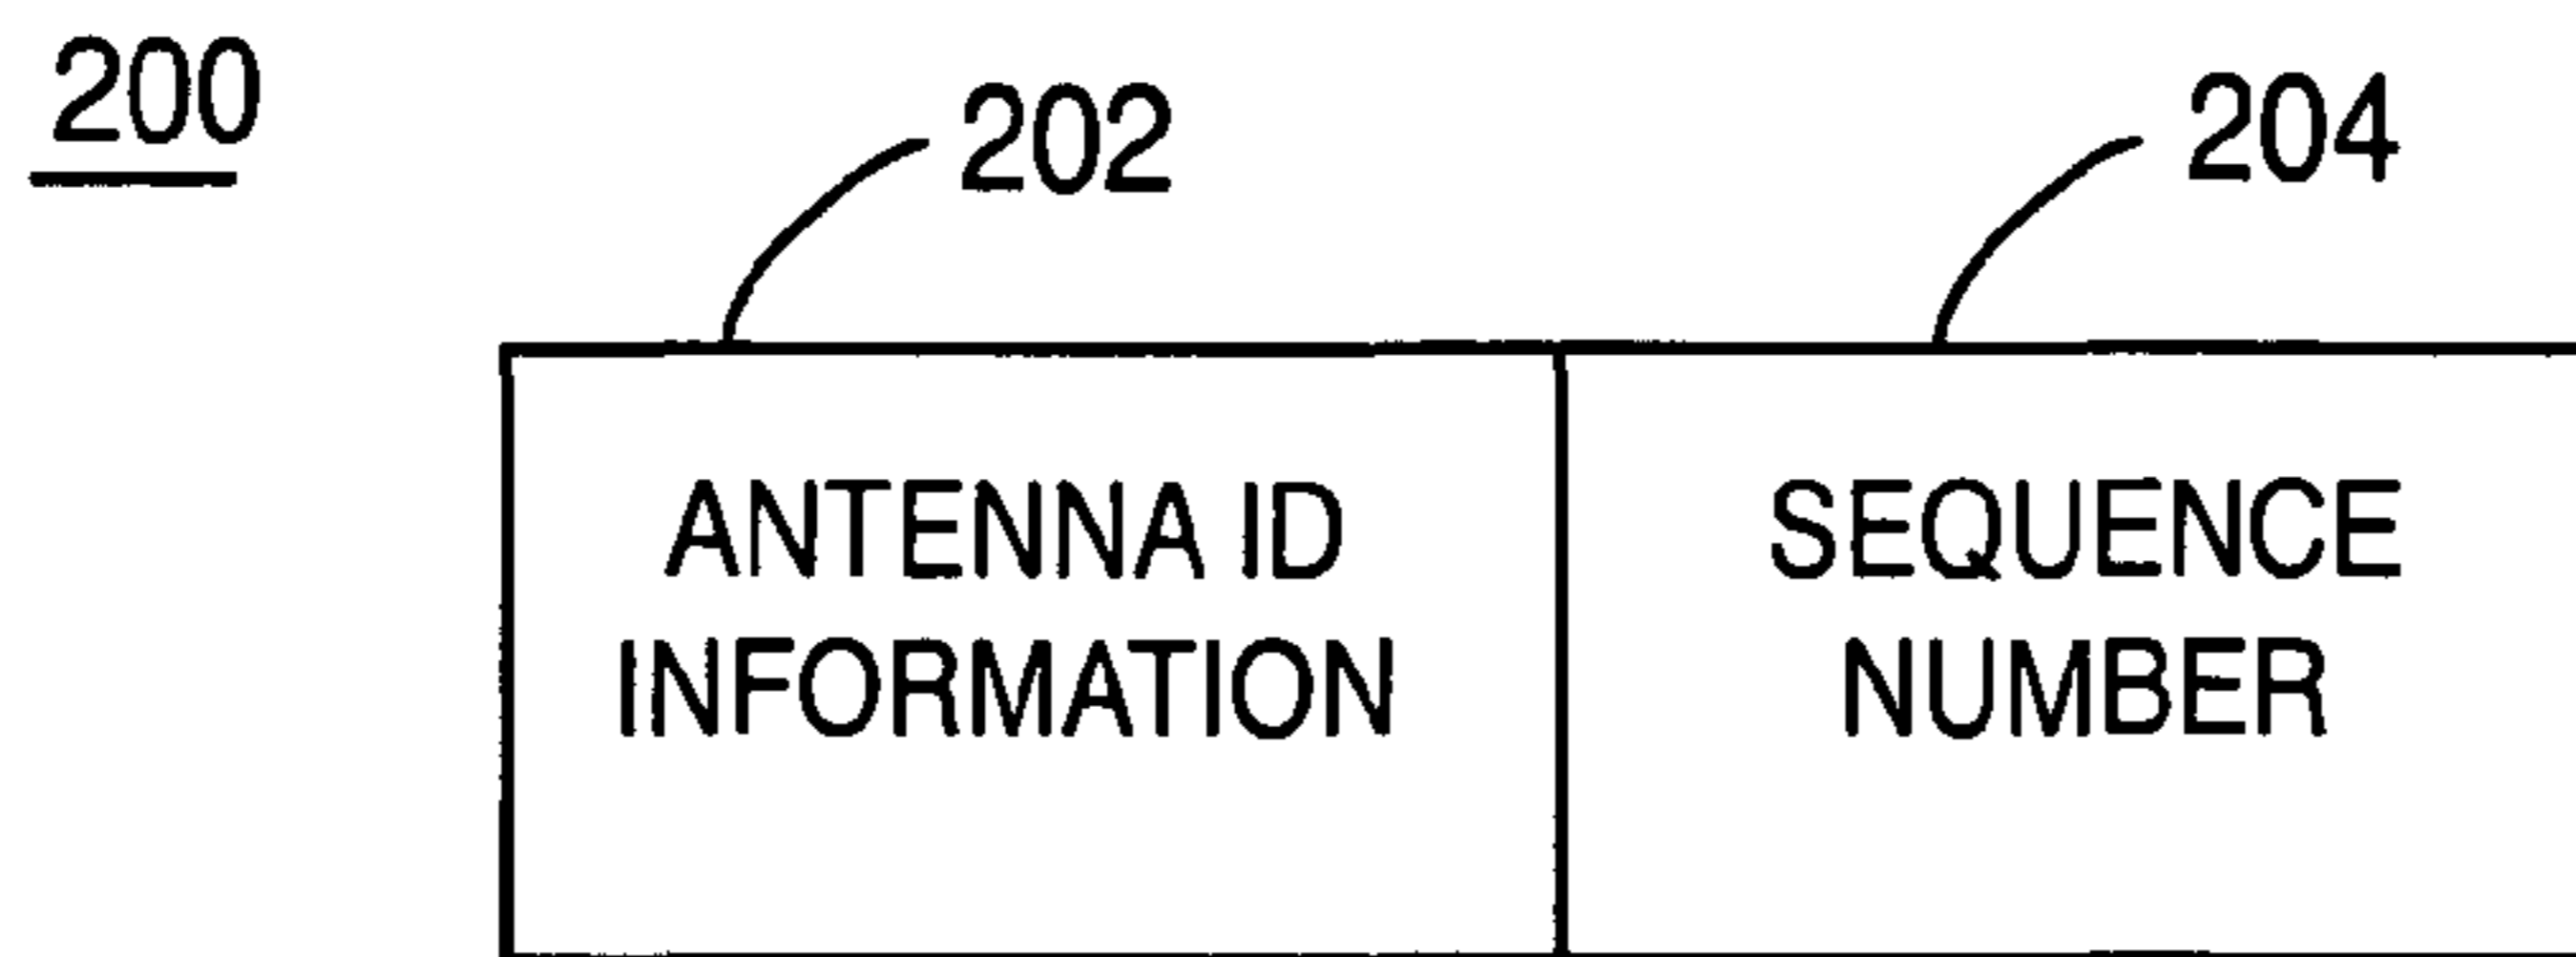 200
202
204
ANTENNA ID
INFORMATION
SEQUENCE
NUMBER